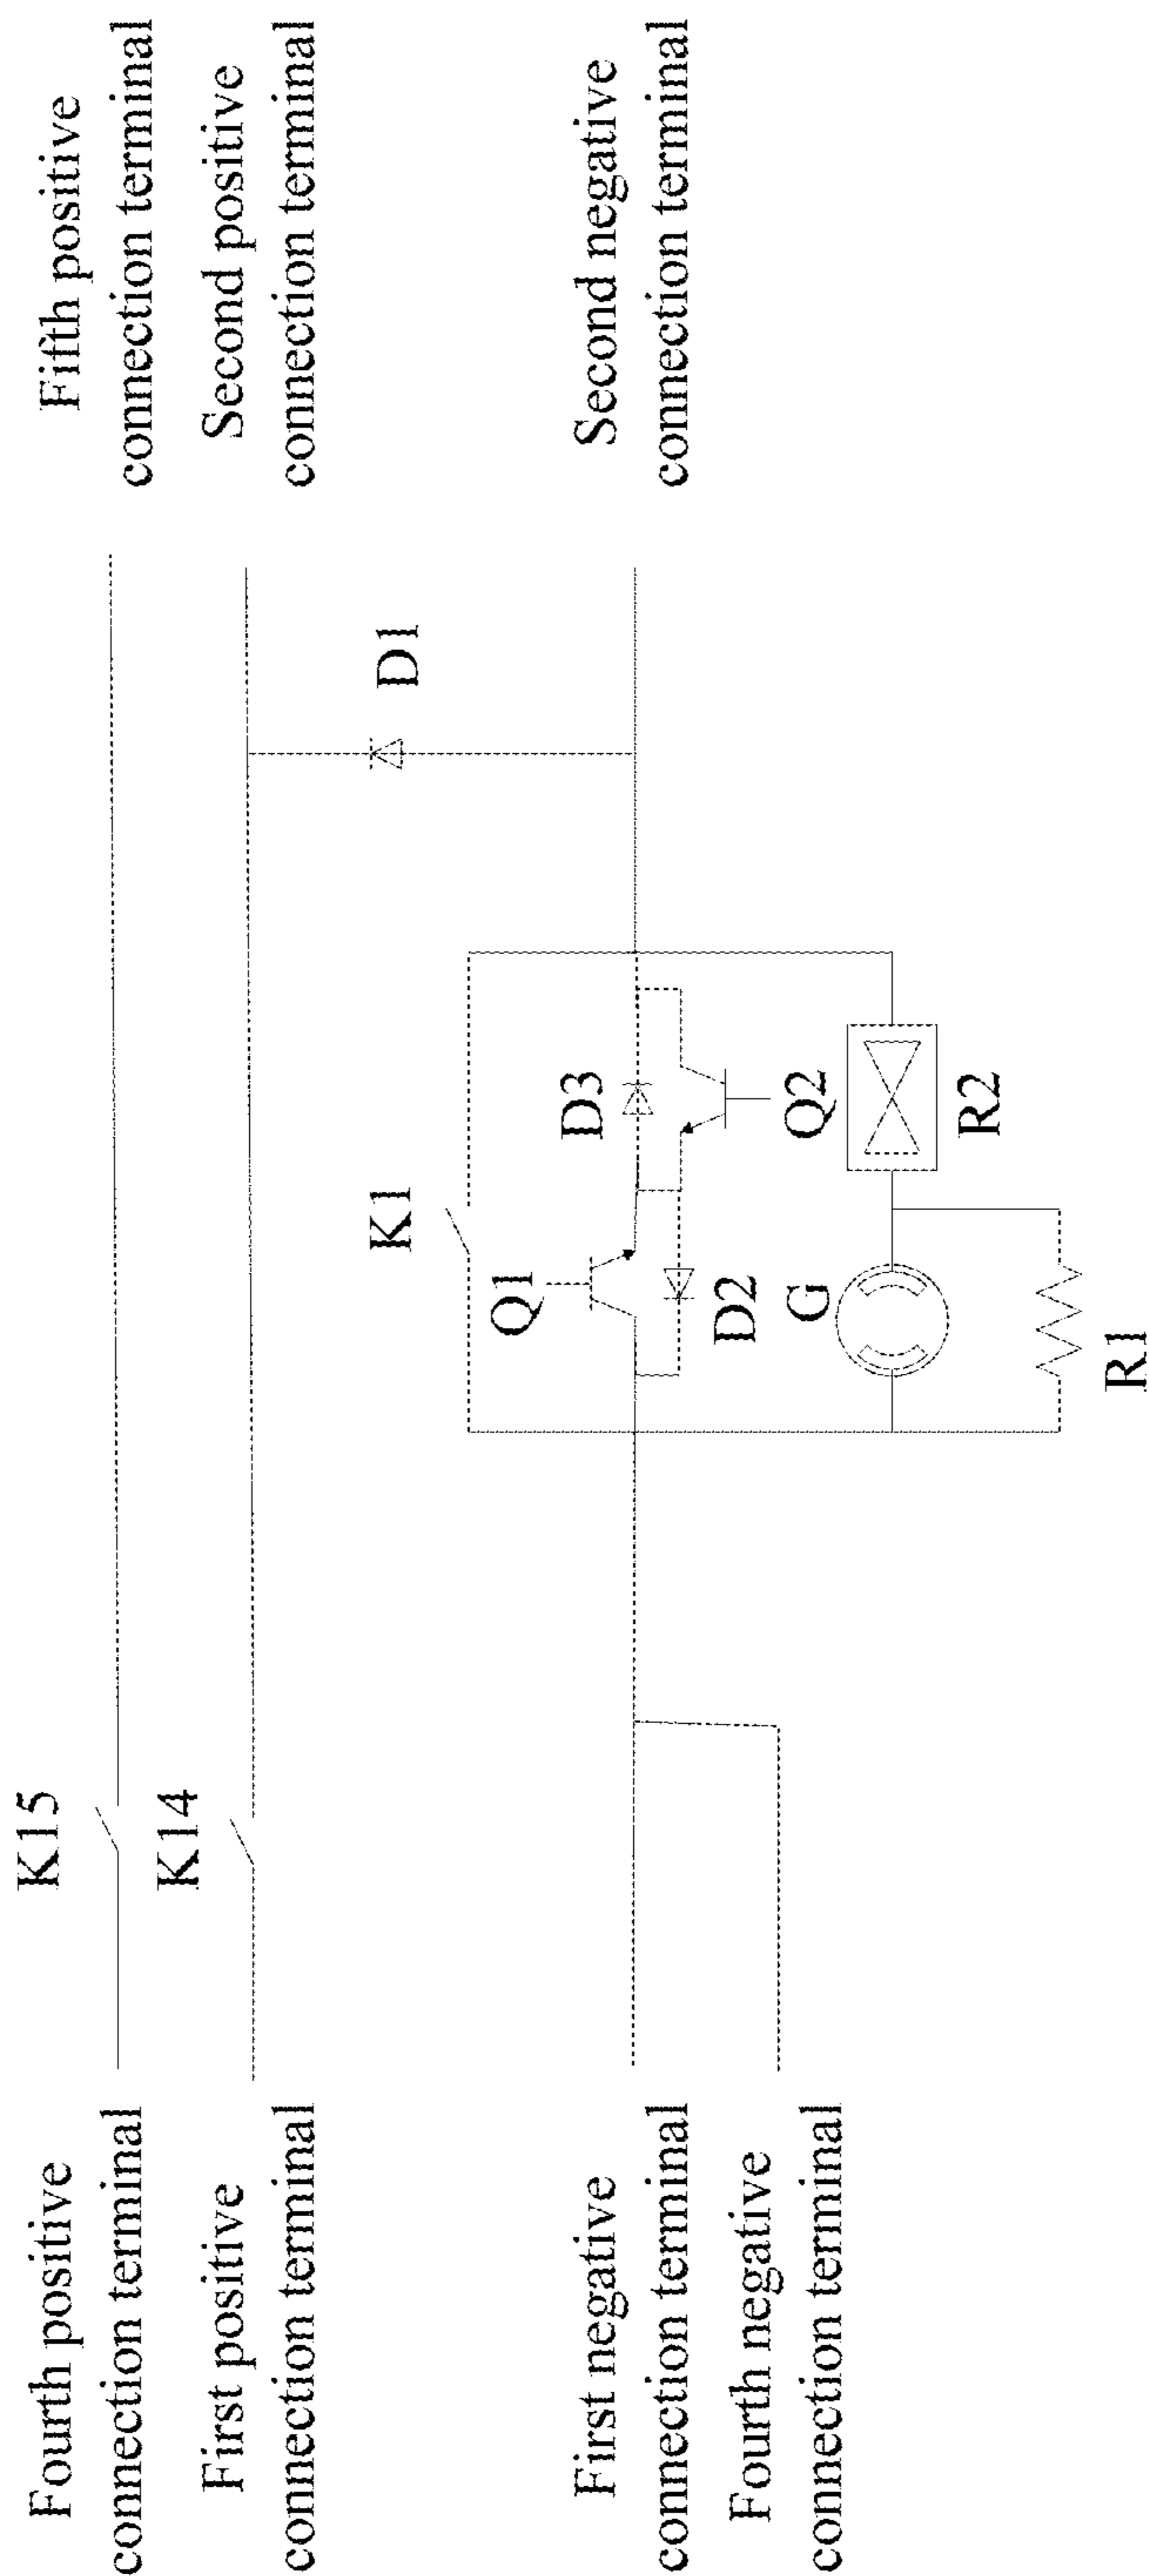 Fourth positive
connection terminal
K15
Fifth positive
connection terminal
First positive
connection terminal
K14
Second positive
connection terminal
D1
K1
Q1
D3
First negative
connection terminal
Second negative
connection terminal
D2
Q2
Fourth negative
connection terminal
G
R2
R1